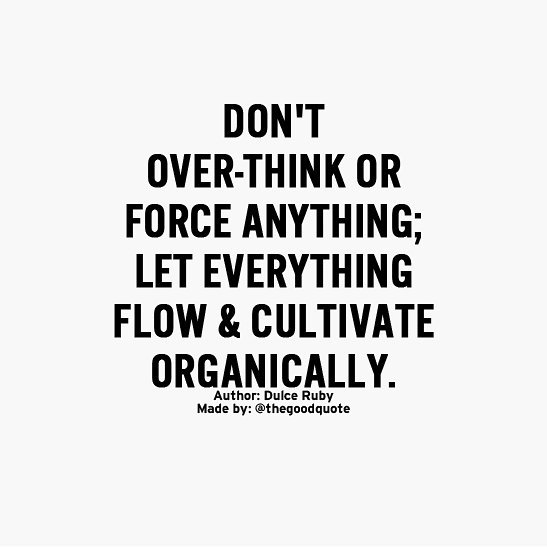 DON'T
OVER-THINK OR
FORCE ANYTHING;
LET EVERYTHING
FLOW & CULTIVATE
ORGANICALLY.
Author: Dulce Ruby
Made by: @thegoodquote